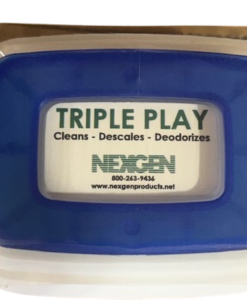 TRIPLE PLAY
Cleans - Descales - Deodorizes
NEXGEN
800-263-9436
www.nexgenproducts.net